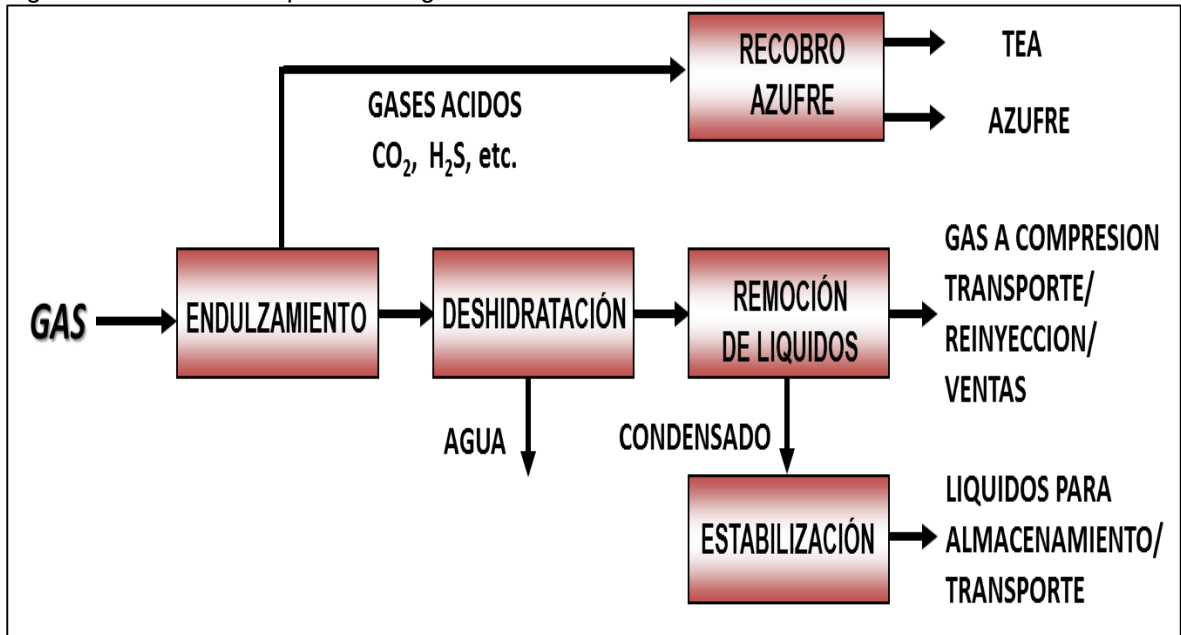 RECOBRO
AZUFRE
TEA
AZUFRE
GASES ACIDOS
CO₂, H₂S, etc.
GAS
ENDULZAMIENTO
DESHIDRATACIÓN
REMOCIÓN
DE LIQUIDOS
GAS A COMPRESION
TRANSPORTE/
REINYECCION/
VENTAS
AGUA
CONDENSADO
ESTABILIZACIÓN
LIQUIDOS PARA
ALMACENAMIENTO/
TRANSPORTE